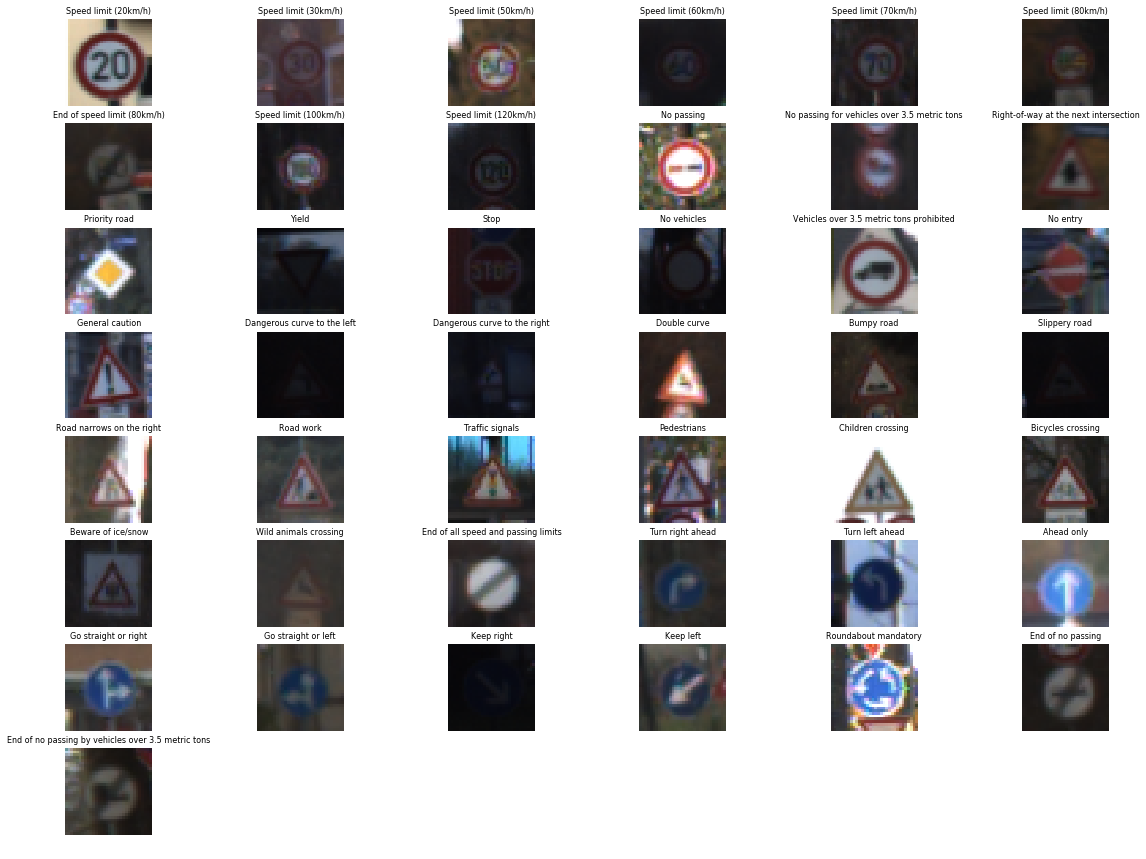 Speed limit (20km/h)
Speed limit (30km/h)
Speed limit (50km/h)
Speed limit (60km/h)
Speed limit (70km/h)
Speed limit (80km/h)
20
30
60
70
End of speed limit (80km/h)
Speed limit (100km/h)
Speed limit (120km/h)
No passing
No passing for vehicles over 3.5 metric tons
Right-of-way at the next intersection
120
Priority road
Yield
Stop
No vehicles
Vehicles over 3.5 metric tons prohibited
No entry
STOP
General caution
Dangerous curve to the left
Dangerous curve to the right
Double curve
Bumpy road
Slippery road
Road narrows on the right
Road work
Traffic signals
Pedestrians
Children crossing
Bicycles crossing
Beware of ice/snow
Wild animals crossing
End of all speed and passing limits
Turn right ahead
Turn left ahead
Ahead only
Go straight or right
Go straight or left
Keep right
Keep left
Roundabout mandatory
End of no passing
End of no passing by vehicles over 3.5 metric tons